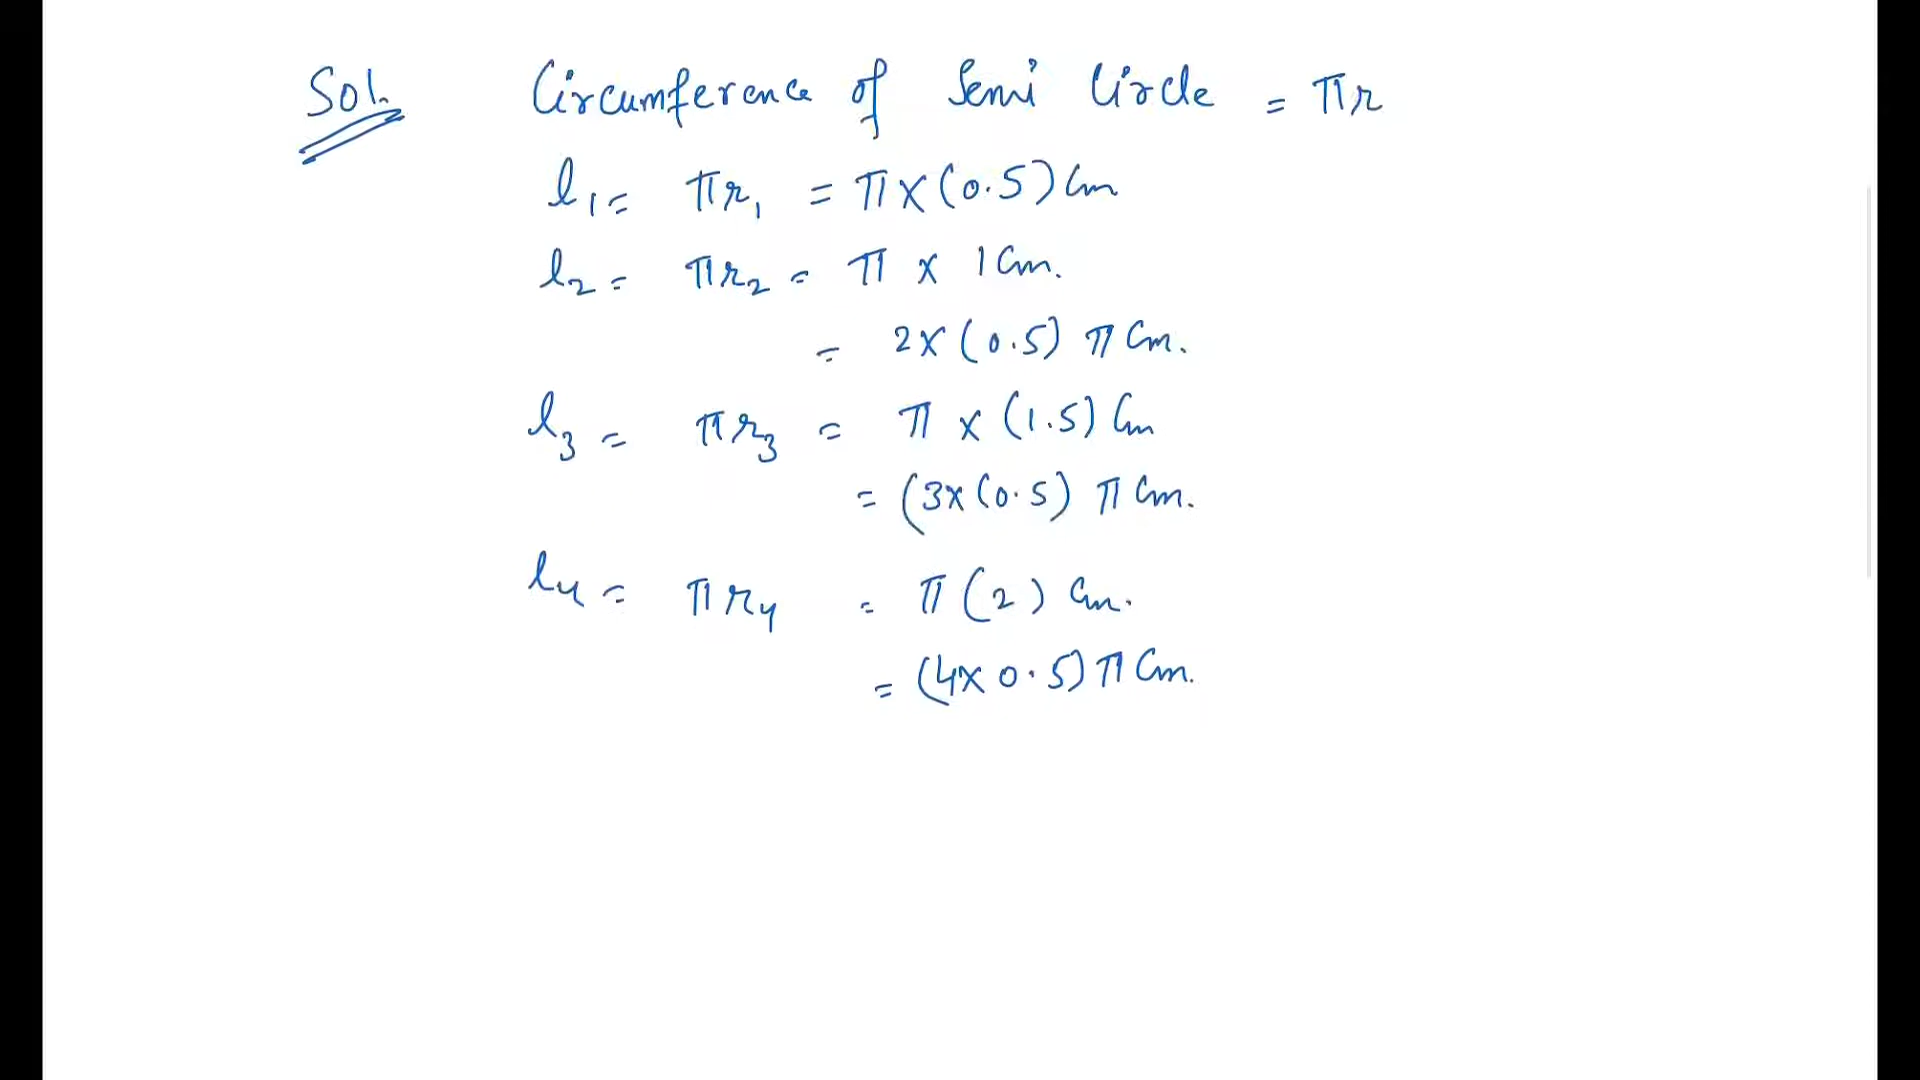 Sol. Circumference of Semi Circle = πr
l₁ = πr₁ = π×(0.5) Cm
l₂ = πr₂ = π × 1 Cm.
= 2×(0.5) π Cm.
l₃ = πr₃ = π × (1.5) Cm
= (3×(0.5) π Cm.
l₄ = πr₄ = π (2) Cm.
= (4×0.5) π Cm.